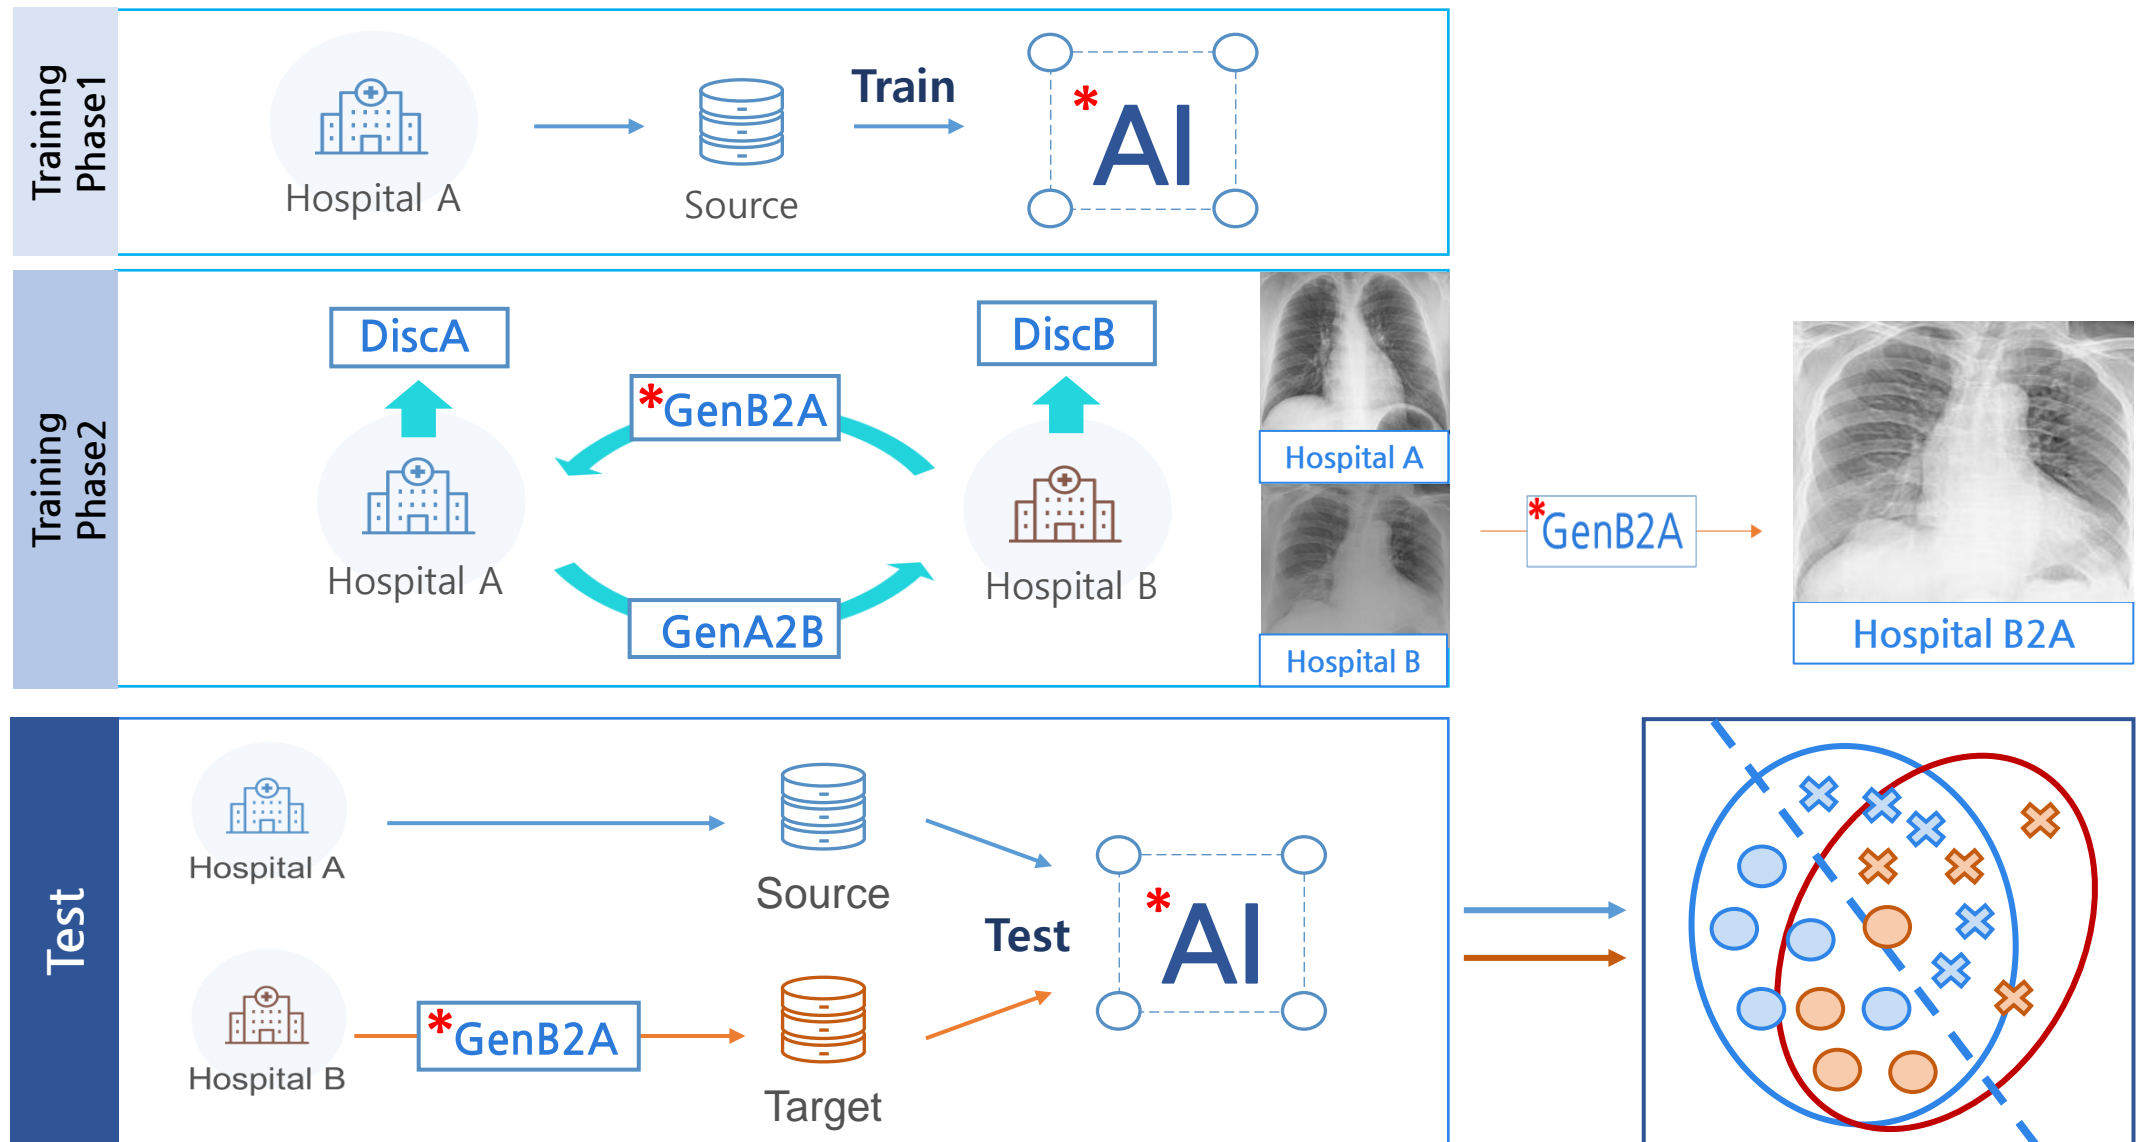 Training
Phase1
Hospital A
Source
Train
*AI
Training
Phase2
DiscA
DiscB
*GenB2A
Hospital A
Hospital B
GenA2B
Hospital A
Hospital B
*GenB2A
Hospital B2A
Test
Hospital A
Source
Hospital B
*GenB2A
Target
Test
*AI